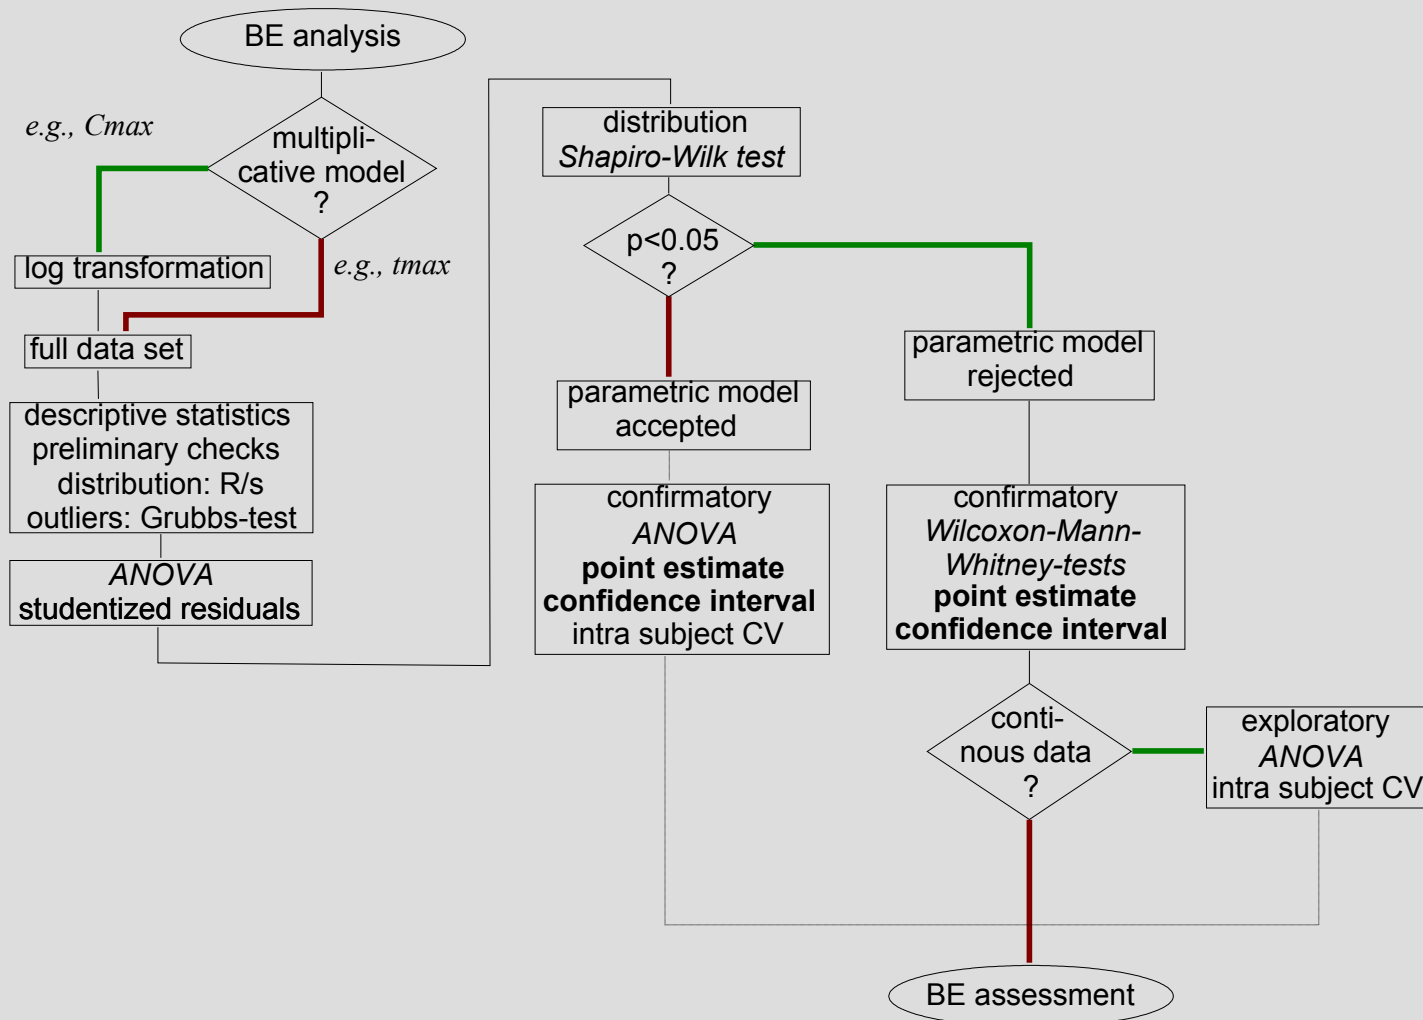 BE analysis
e.g., Cmax
multipli-
cative model
?
log transformation
e.g., tmax
full data set
descriptive statistics
preliminary checks
distribution: R/s
outliers: Grubbs-test
ANOVA
studentized residuals
distribution
Shapiro-Wilk test
p<0.05
?
parametric model
accepted
confirmatory
ANOVA
point estimate
confidence interval
intra subject CV
parametric model
rejected
confirmatory
Wilcoxon-Mann-
Whitney-tests
point estimate
confidence interval
conti-
nous data
?
exploratory
ANOVA
intra subject CV
BE assessment